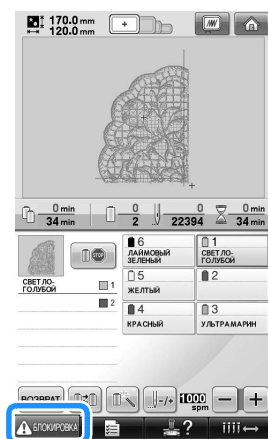 170.0 mm
120.0 mm
0 min
34 min
0
2
0
22394
0 min
34 min
СВЕТЛО-
ГОЛУБОЙ
1
2
STOP
6
ЛАЙМОВЫЙ
ЗЕЛЕНЫЙ
1
СВЕТЛО-
ГОЛУБОЙ
5
ЖЕЛТЫЙ
2
4
КРАСНЫЙ
3
УЛЬТРАМАРИН
ВОЗВРАТ
-/+
1000
spm
− +
БЛОКИРОВКА
?